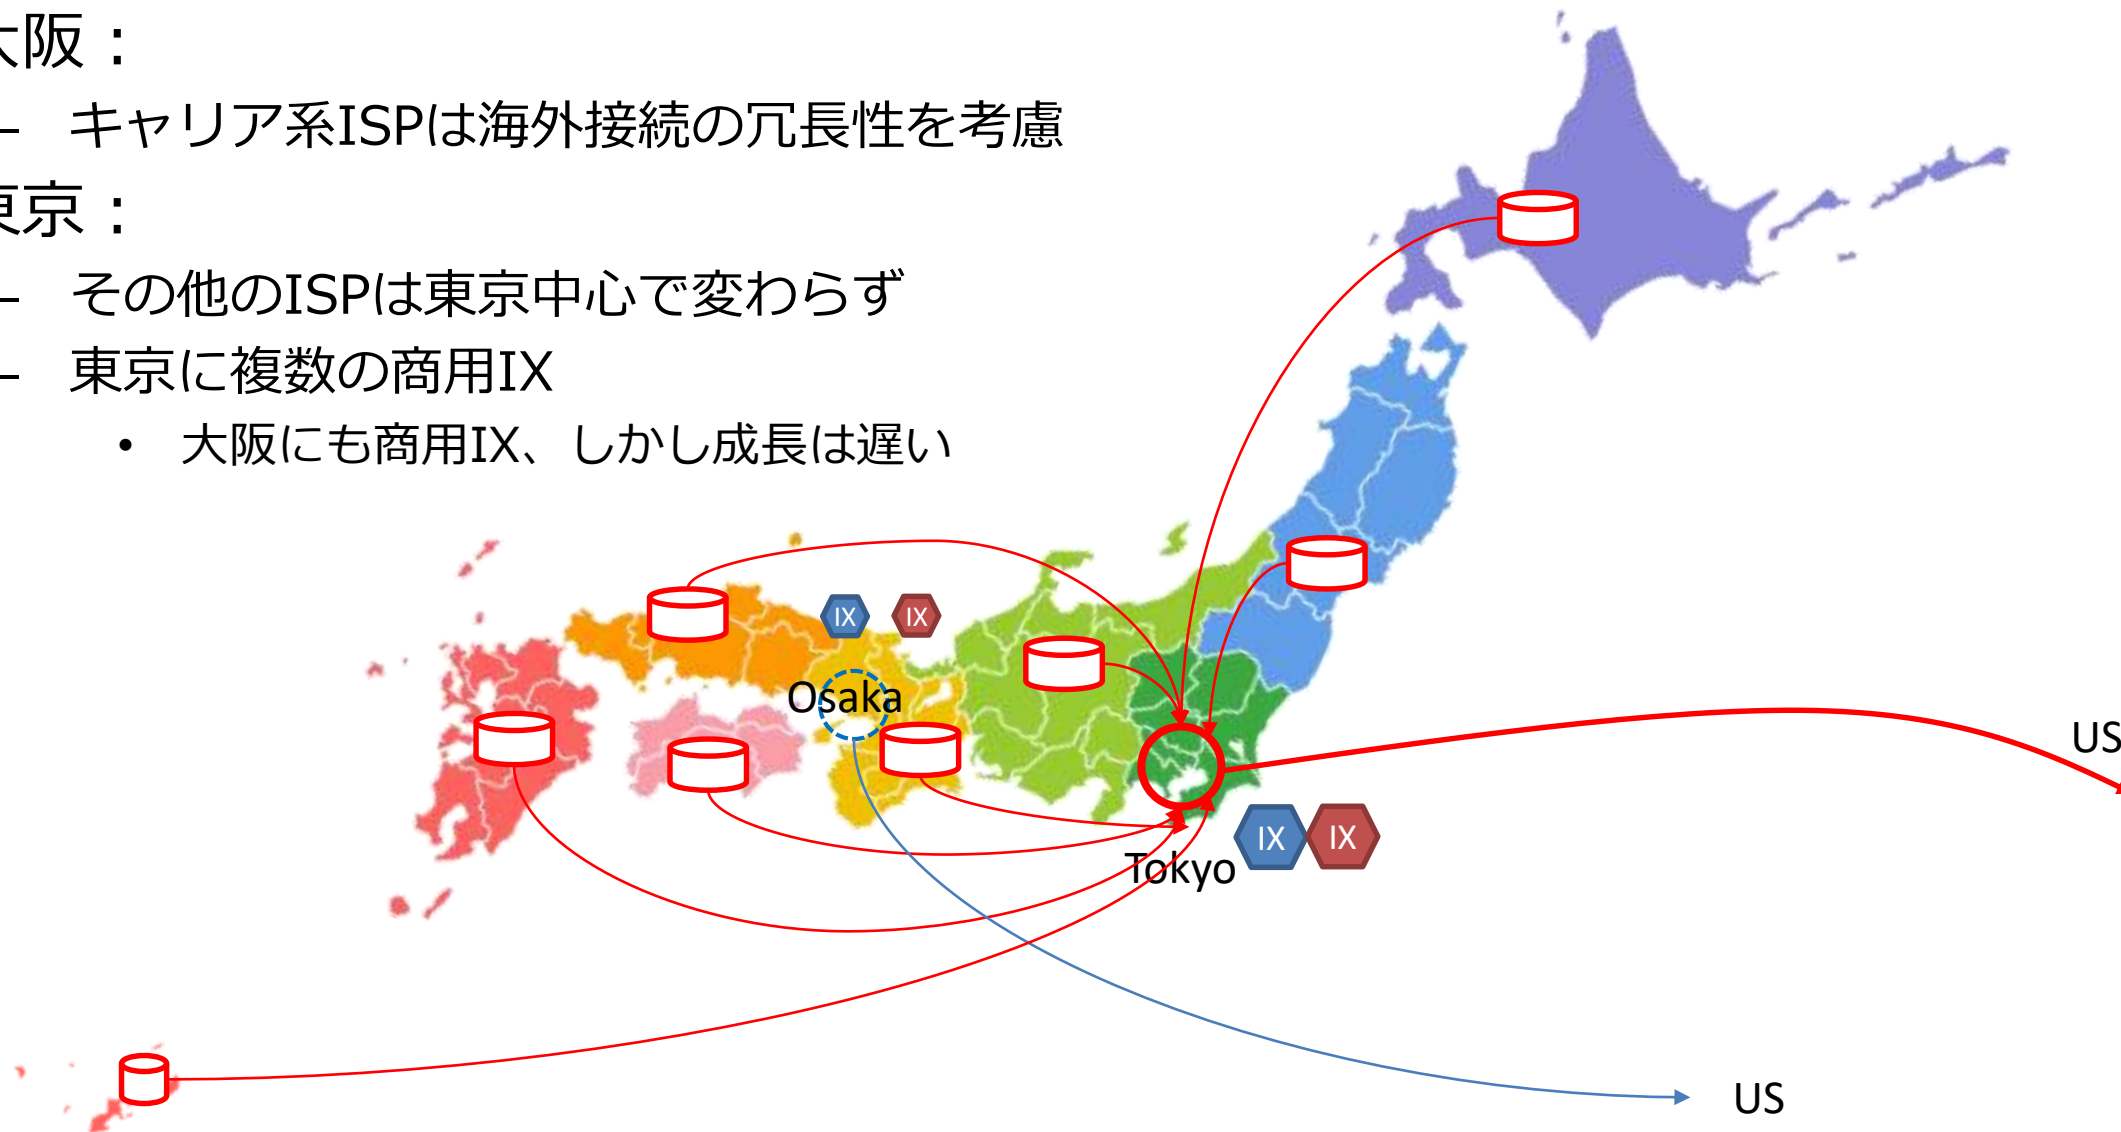 大阪：
– キャリア系ISPは海外接続の冗長性を考慮
東京：
– その他のISPは東京中心で変わらず
– 東京に複数の商用IX
• 大阪にも商用IX、しかし成長は遅い
IX IX
Osaka
US
IX IX
Tokyo
US